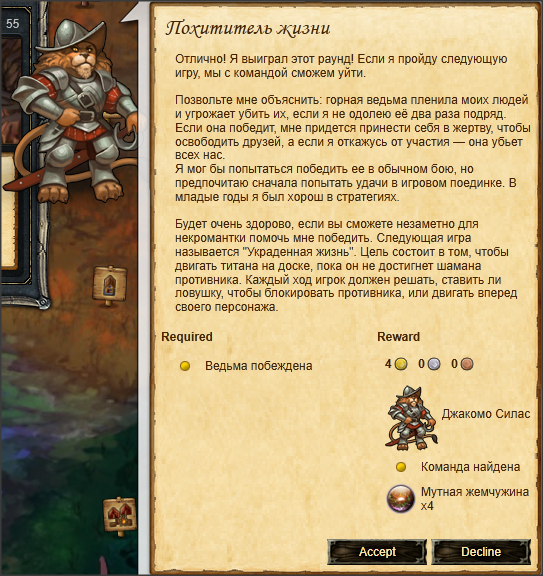 55
Похититель жизни
Отлично! Я выиграл этот раунд! Если я пройду следующую
игру, мы с командой сможем уйти.
Позвольте мне объяснить: горная ведьма пленила моих людей
и угрожает убить их, если я не одолею её два раза подряд.
Если она победит, мне придется принести себя в жертву, чтобы
освободить друзей, а если я откажусь от участия — она убьет
всех нас.
Я мог бы попытаться победить ее в обычном бою, но
предпочитаю сначала попытать удачи в игровом поединке. В
младые годы я был хорош в стратегиях.
Будет очень здорово, если вы сможете незаметно для
некромантки помочь мне победить. Следующая игра
называется "Украденная жизнь". Цель состоит в том, чтобы
двигать титана на доске, пока он не достигнет шамана
противника. Каждый ход игрок должен решать, ставить ли
ловушку, чтобы блокировать противника, или двигать вперед
своего персонажа.
Required Reward
Ведьма побеждена
4 0 0
Джакомо Силас
Команда найдена
Мутная жемчужина
x4
Accept Decline